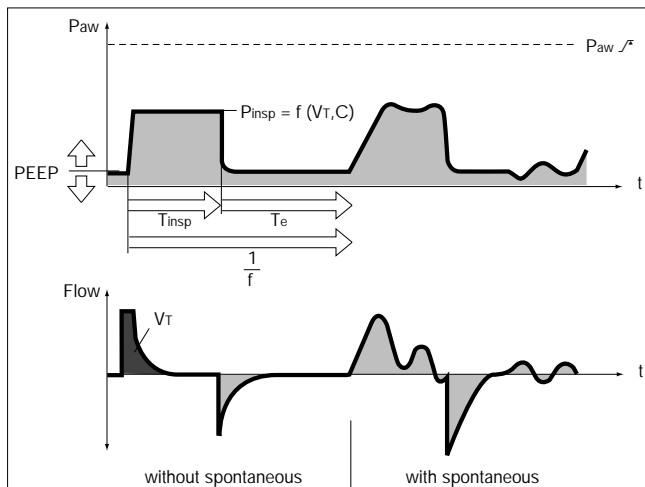 Paw
Paw
Pinsp = f (VT,C)
PEEP
t
Tinsp
Te
1
f
Flow
VT
t
without spontaneous
with spontaneous